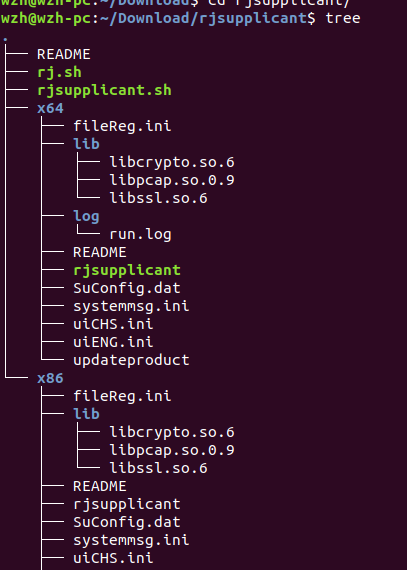 wzh@wzh-pc:~/Download$ cd rjsupplicant/
wzh@wzh-pc:~/Download/rjsupplicant$ tree
.
├── README
├── rj.sh
├── rjsupplicant.sh
├── x64
│   ├── fileReg.ini
│   ├── lib
│   │   ├── libcrypto.so.6
│   │   ├── libpcap.so.0.9
│   │   └── libssl.so.6
│   ├── log
│   │   └── run.log
│   ├── README
│   ├── rjsupplicant
│   ├── SuConfig.dat
│   ├── systemmsg.ini
│   ├── uiCHS.ini
│   ├── uiENG.ini
│   └── updateproduct
└── x86
    ├── fileReg.ini
    ├── lib
    │   ├── libcrypto.so.6
    │   ├── libpcap.so.0.9
    │   └── libssl.so.6
    ├── README
    ├── rjsupplicant
    ├── SuConfig.dat
    ├── systemmsg.ini
    ├── uiCHS.ini